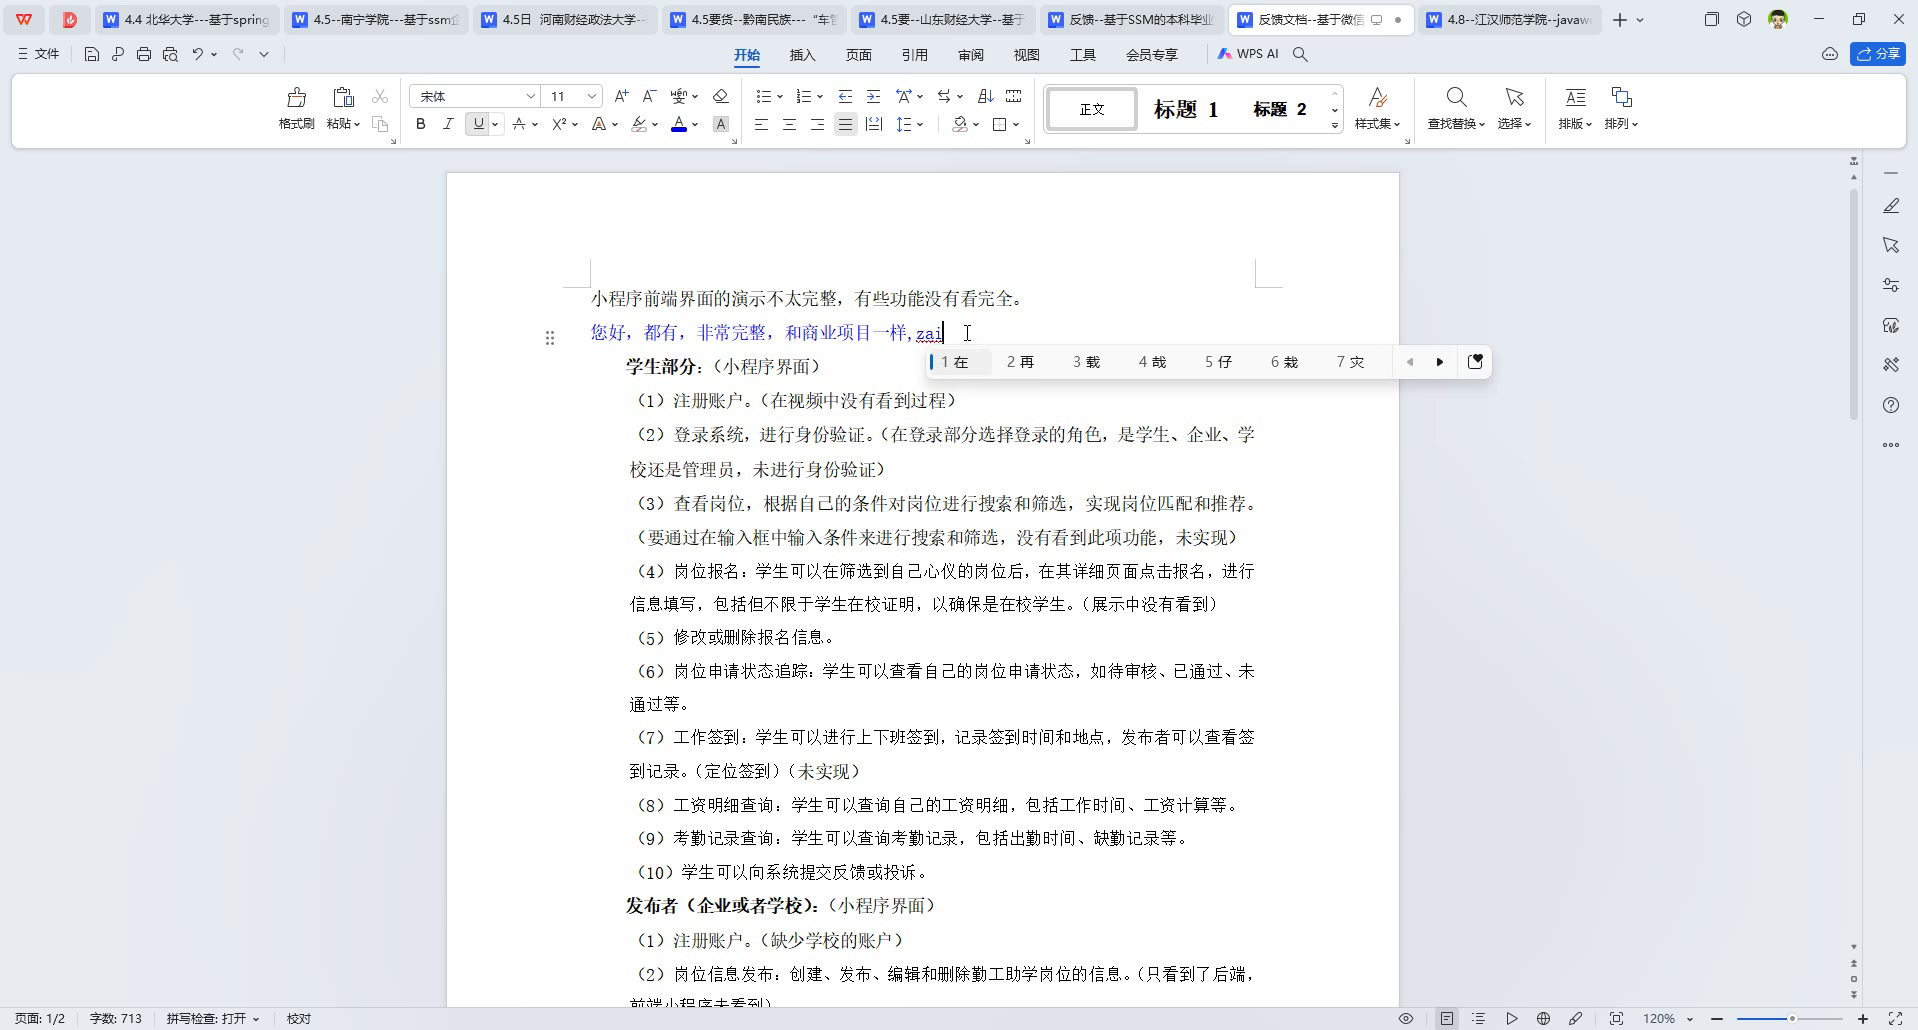 4.4 北华大学---基于spring
4.5--南宁学院---基于ssm企
4.5日 河南财经政法大学--
4.5要货--黔南民族---“车智
4.5要--山东财经大学--基于
反馈--基于SSM的本科毕业
反馈文档--基于微信
4.8--江汉师范学院--javawe
文件
开始 插入 页面 引用 审阅 视图 工具 会员专享 WPS AI
分享
格式刷 粘贴
宋体 11
正文 标题 1 标题 2
样式集 查找替换 选择 排版 排列
小程序前端界面的演示不太完整，有些功能没有看完全。
您好，都有，非常完整，和商业项目一样,zai
1 在 2 再 3 载 4 哉 5 仔 6 栽 7 灾
学生部分：（小程序界面）
（1）注册账户。（在视频中没有看到过程）
（2）登录系统，进行身份验证。（在登录部分选择登录的角色，是学生、企业、学
校还是管理员，未进行身份验证）
（3）查看岗位，根据自己的条件对岗位进行搜索和筛选，实现岗位匹配和推荐。
（要通过在输入框中输入条件来进行搜索和筛选，没有看到此项功能，未实现）
（4）岗位报名：学生可以在筛选到自己心仪的岗位后，在其详细页面点击报名，进行
信息填写，包括但不限于学生在校证明，以确保是在校学生。（展示中没有看到）
（5）修改或删除报名信息。
（6）岗位申请状态追踪：学生可以查看自己的岗位申请状态，如待审核、已通过、未
通过等。
（7）工作签到：学生可以进行上下班签到，记录签到时间和地点，发布者可以查看签
到记录。（定位签到）（未实现）
（8）工资明细查询：学生可以查询自己的工资明细，包括工作时间、工资计算等。
（9）考勤记录查询：学生可以查询考勤记录，包括出勤时间、缺勤记录等。
（10）学生可以向系统提交反馈或投诉。
发布者（企业或者学校）：（小程序界面）
（1）注册账户。（缺少学校的账户）
（2）岗位信息发布：创建、发布、编辑和删除勤工助学岗位的信息。（只看到了后端，
前端小程序未看到）
页面: 1/2 字数: 713 拼写检查: 打开 校对
120%